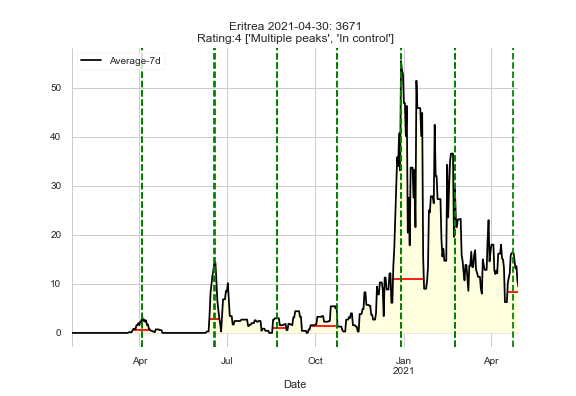 Eritrea 2021-04-30: 3671
Rating:4 ['Multiple peaks', 'In control']
Average-7d
50
40
30
20
10
0
Apr
Jul
Oct
Jan
2021
Apr
Date